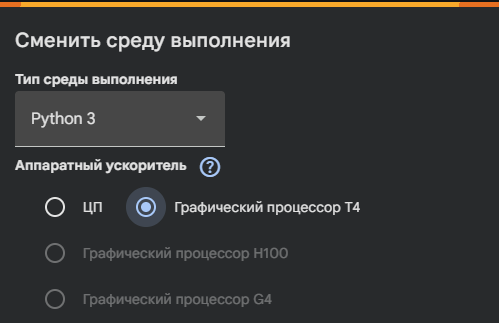 Сменить среду выполнения
Тип среды выполнения
Python 3
Аппаратный ускоритель ?
ЦП Графический процессор T4
Графический процессор H100
Графический процессор G4